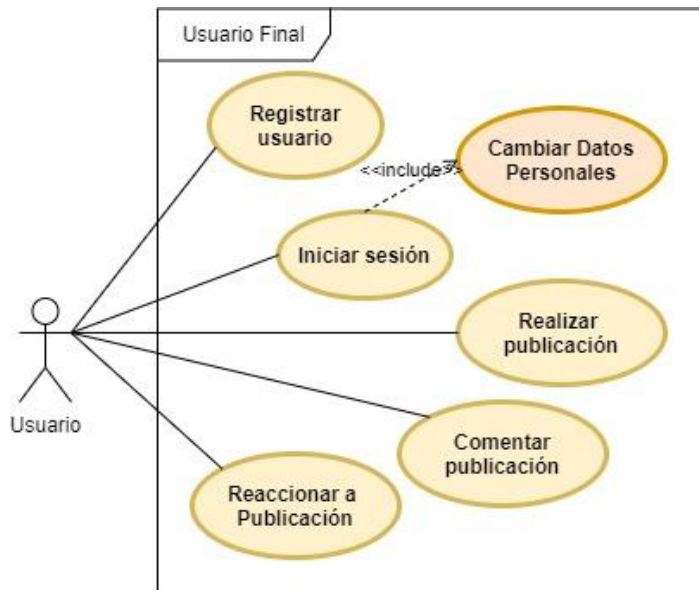 Usuario Final
Registrar
usuario
Cambiar Datos
Personales
<<include>>
Iniciar sesión
Realizar
publicación
Usuario
Comentar
publicación
Reaccionar a
Publicación